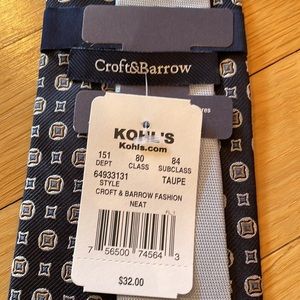 Croft&Barrow
KOHL'S
Kohls.com
151 80 84
DEPT CLASS SUBCLASS
64933131 TAUPE
STYLE
CROFT & BARROW FASHION
NEAT
7 56500 74564 3
$32.00